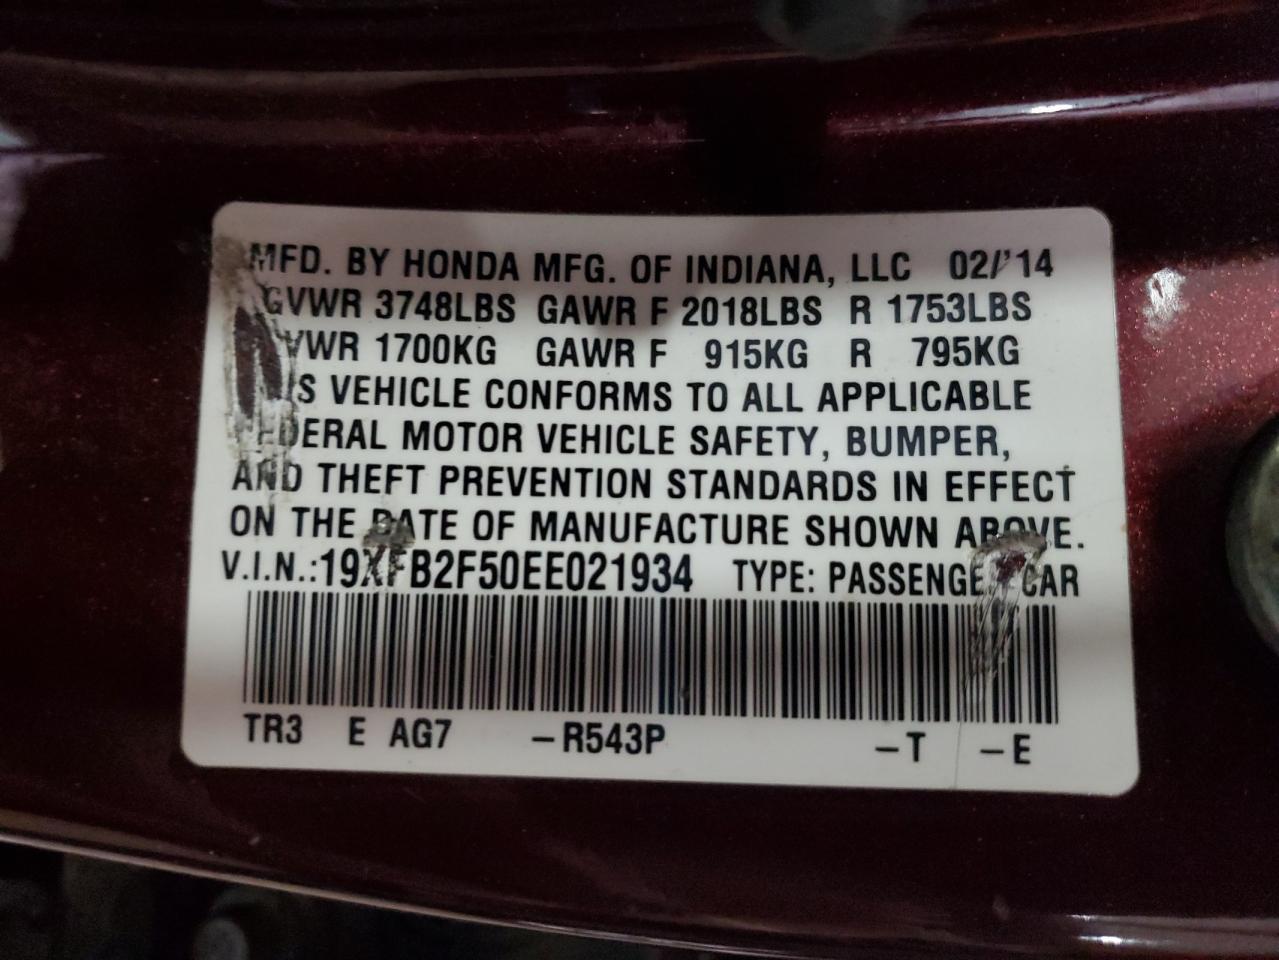 MFD. BY HONDA MFG. OF INDIANA, LLC 02/'14
GVWR 3748LBS GAWR F 2018LBS R 1753LBS
GVWR 1700KG GAWR F 915KG R 795KG
THIS VEHICLE CONFORMS TO ALL APPLICABLE
FEDERAL MOTOR VEHICLE SAFETY, BUMPER,
AND THEFT PREVENTION STANDARDS IN EFFECT
ON THE DATE OF MANUFACTURE SHOWN ABOVE.
V.I.N.:19XFB2F50EE021934 TYPE: PASSENGER CAR
TR3 E AG7 –R543P –T –E